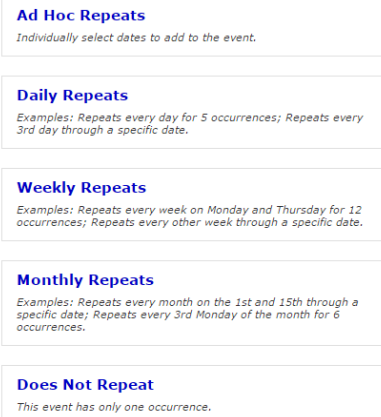 Ad Hoc Repeats
Individually select dates to add to the event.
Daily Repeats
Examples: Repeats every day for 5 occurrences; Repeats every
3rd day through a specific date.
Weekly Repeats
Examples: Repeats every week on Monday and Thursday for 12
occurrences; Repeats every other week through a specific date.
Monthly Repeats
Examples: Repeats every month on the 1st and 15th through a
specific date; Repeats every 3rd Monday of the month for 6
occurrences.
Does Not Repeat
This event has only one occurrence.